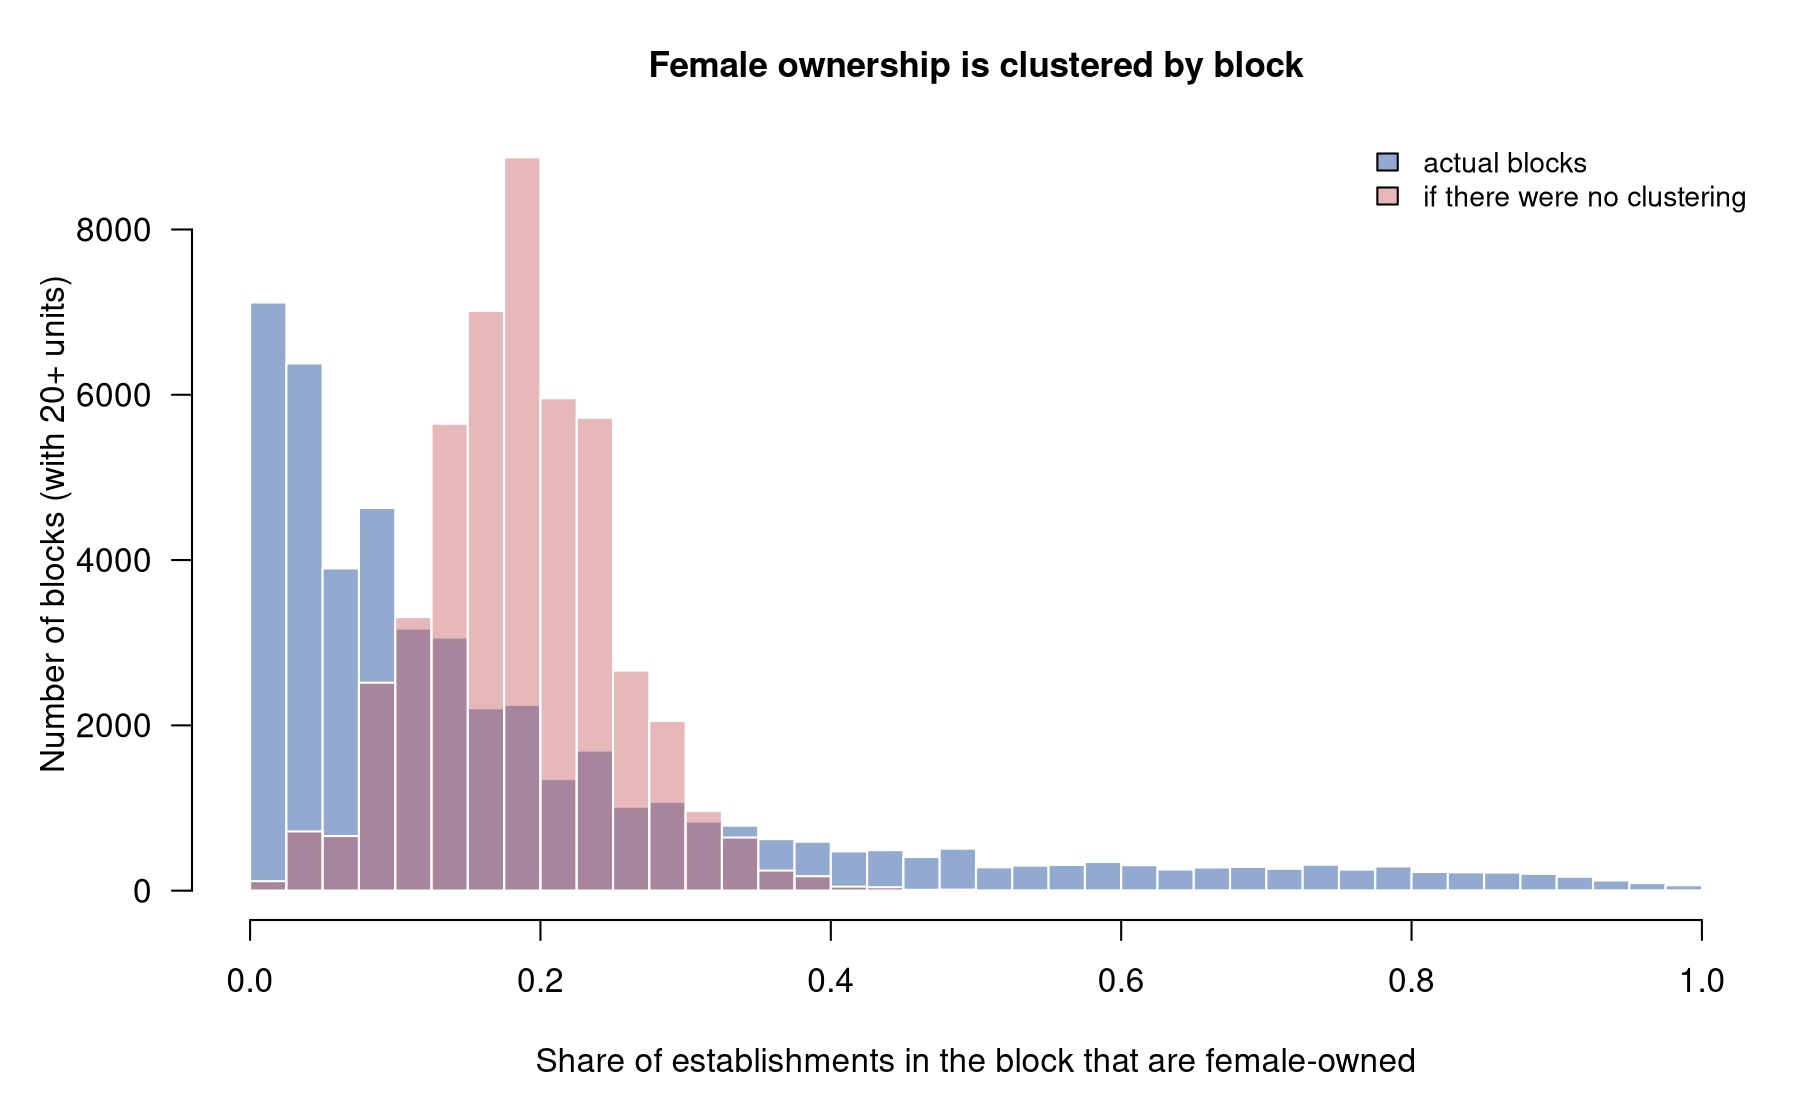 Female ownership is clustered by block
actual blocks
if there were no clustering
Number of blocks (with 20+ units)
8000
6000
4000
2000
0
0.0 0.2 0.4 0.6 0.8 1.0
Share of establishments in the block that are female-owned